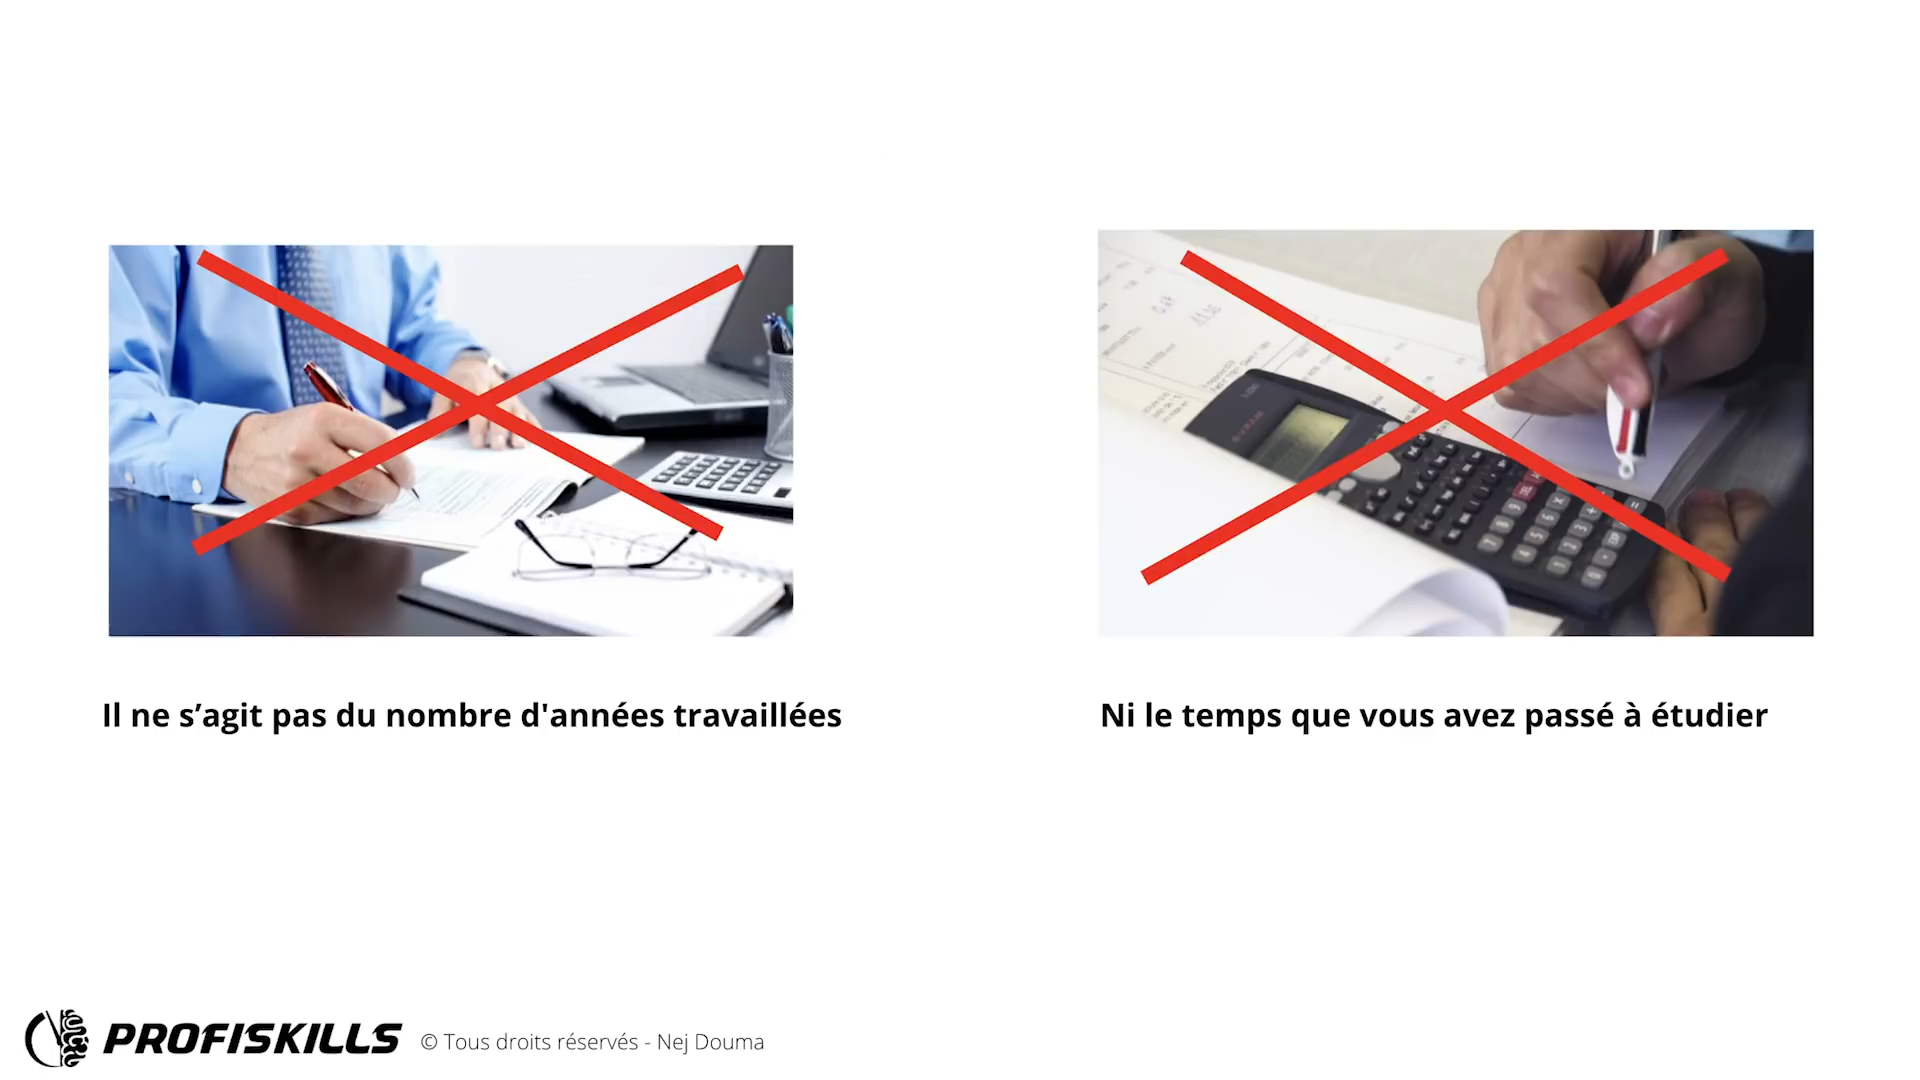 Il ne s’agit pas du nombre d'années travaillées
Ni le temps que vous avez passé à étudier
PROFISKILLS
© Tous droits réservés - Nej Douma